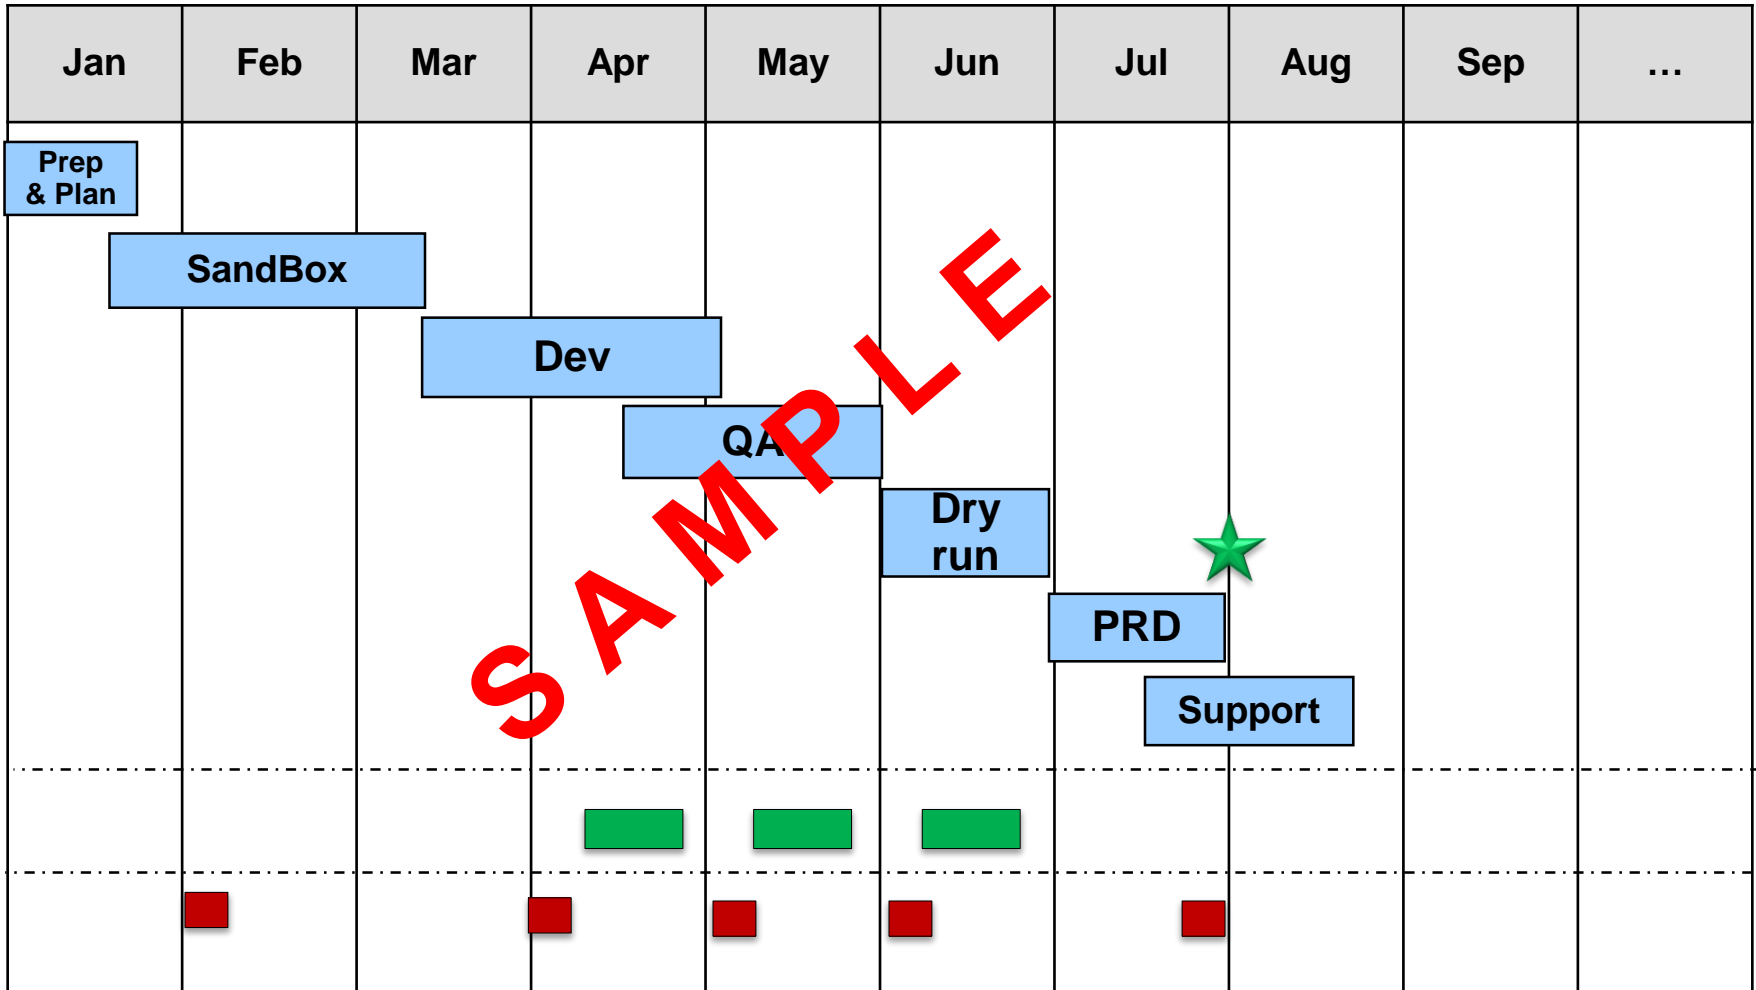 Jan Feb Mar Apr May Jun Jul Aug Sep ...
Prep
& Plan
SandBox
Dev
QA
Dry
run
PRD
Support
SAMPLE